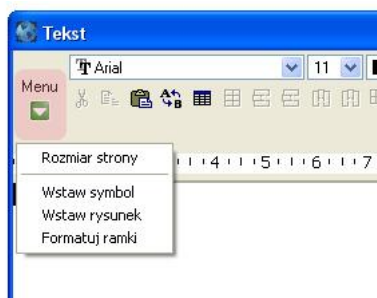 Tekst
Arial 11
Menu
Rozmiar strony
4 5 6 7
Wstaw symbol
Wstaw rysunek
Formatuj ramki